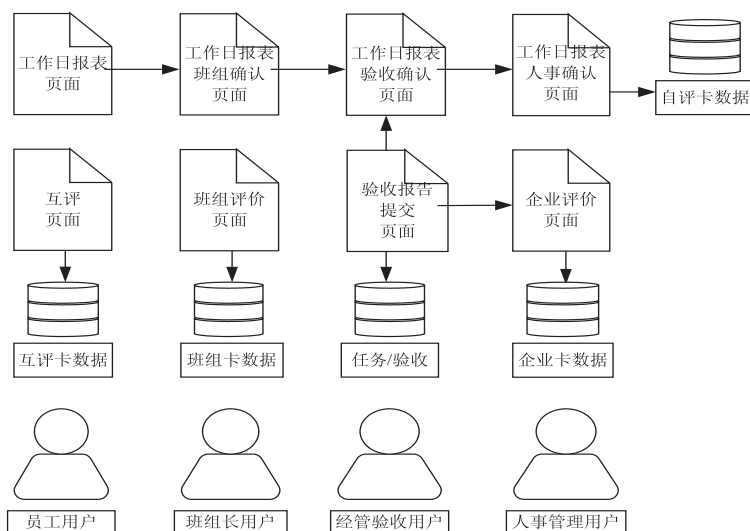 工作日报表
页面
工作日报表
班组确认
页面
工作日报表
验收确认
页面
工作日报表
人事确认
页面
自评卡数据
互评
页面
班组评价
页面
验收报告
提交
页面
企业评价
页面
互评卡数据
班组卡数据
任务/验收
企业卡数据
员工用户
班组长用户
经管验收用户
人事管理用户